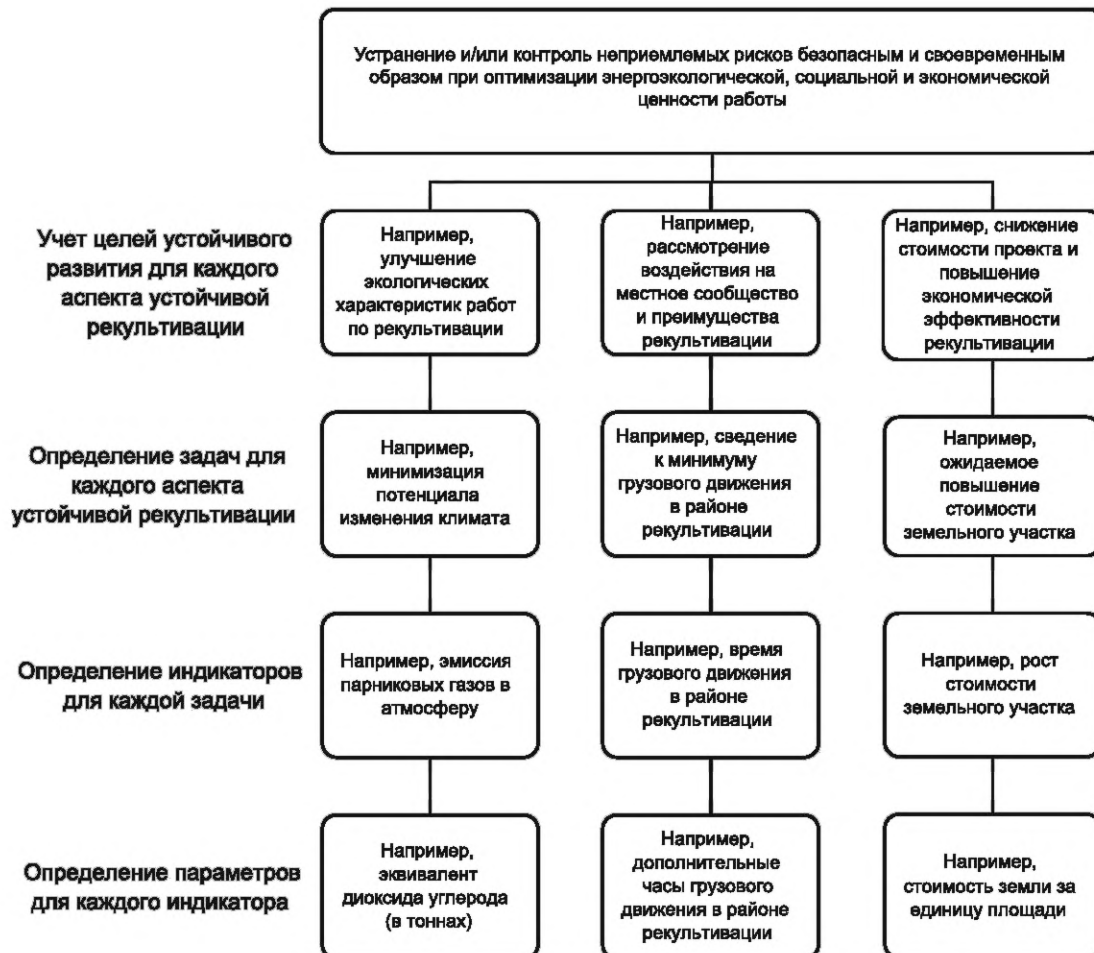 Устранение и/или контроль неприемлемых рисков безопасным и своевременным
образом при оптимизации энергоэкологической, социальной и экономической
ценности работы
Учет целей устойчивого
развития для каждого
аспекта устойчивой
рекультивации
Например,
улучшение
экологических
характеристик работ
по рекультивации
Например,
рассмотрение
воздействия на
местное сообщество
и преимущества
рекультивации
Например, снижение
стоимости проекта и
повышение
экономической
эффективности
рекультивации
Определение задач для
каждого аспекта
устойчивой рекультивации
Например,
минимизация
потенциала
изменения климата
Например, сведение
к минимуму
грузового движения
в районе
рекультивации
Например,
ожидаемое
повышение
стоимости
земельного участка
Определение индикаторов
для каждой задачи
Например, эмиссия
парниковых газов в
атмосферу
Например, время
грузового движения
в районе
рекультивации
Например, рост
стоимости
земельного участка
Определение параметров
для каждого индикатора
Например,
эквивалент
диоксида углерода
(в тоннах)
Например,
дополнительные
часы грузового
движения в районе
рекультивации
Например,
стоимость земли за
единицу площади